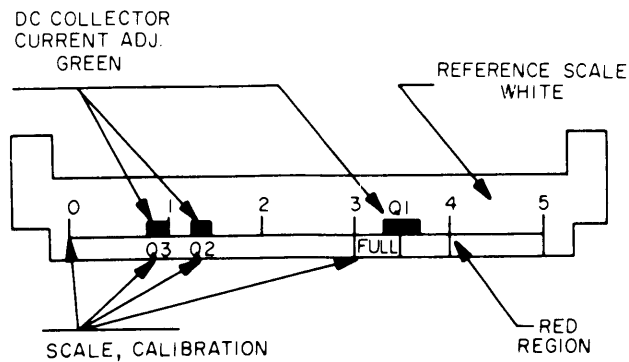 DC COLLECTOR
CURRENT ADJ.
GREEN
REFERENCE SCALE
WHITE
0 1 2 3 Q1 4 5
Q3 Q2 FULL
SCALE, CALIBRATION
RED
REGION